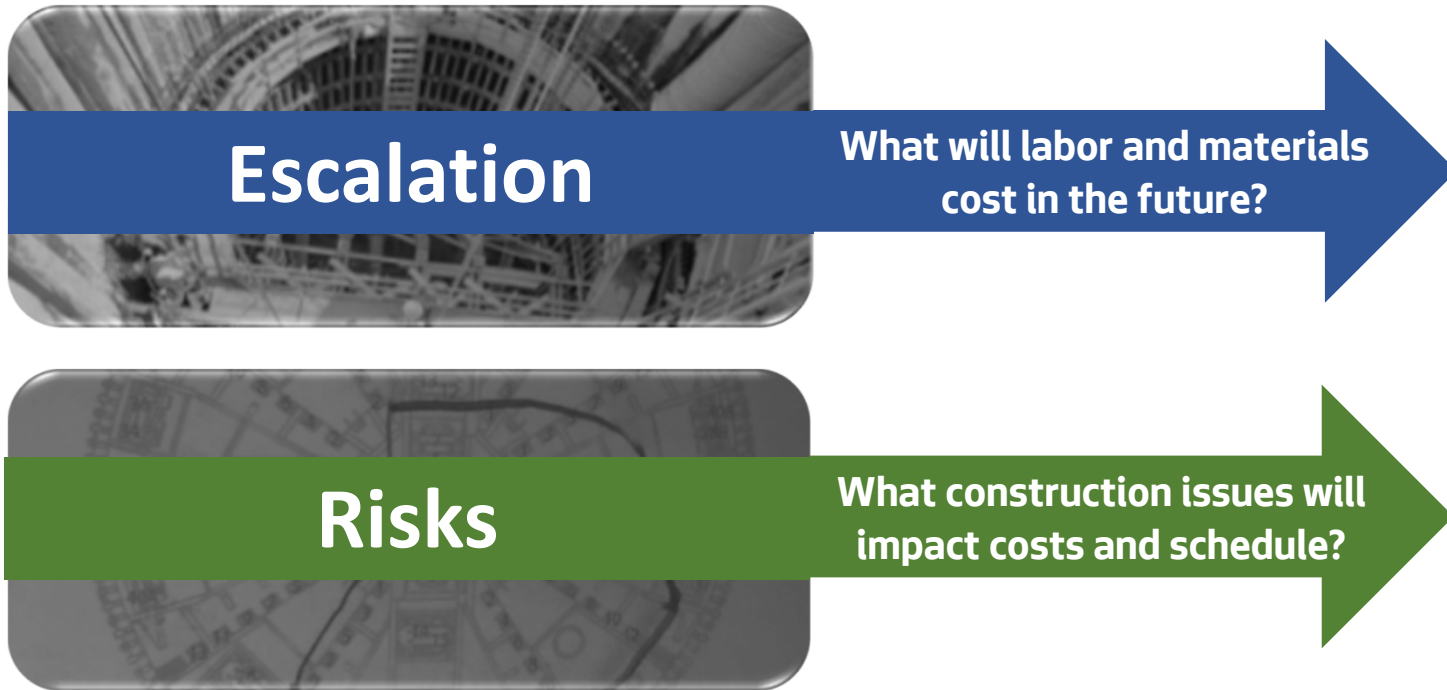 Escalation
What will labor and materials
cost in the future?
Risks
What construction issues will
impact costs and schedule?